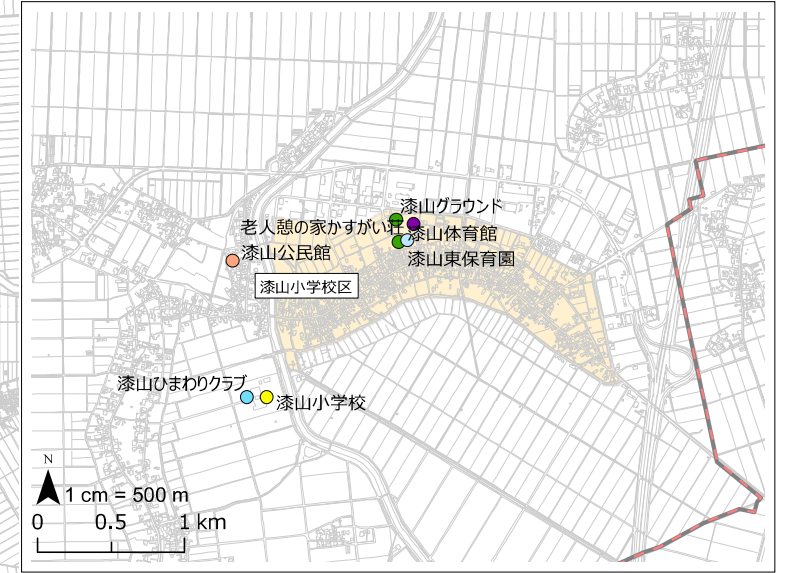 漆山グラウンド
老人憩の家かすがい荘
漆山体育館
漆山公民館
漆山東保育園
漆山小学校区
漆山ひまわりクラブ
漆山小学校
N
1 cm = 500 m
0 0.5 1 km